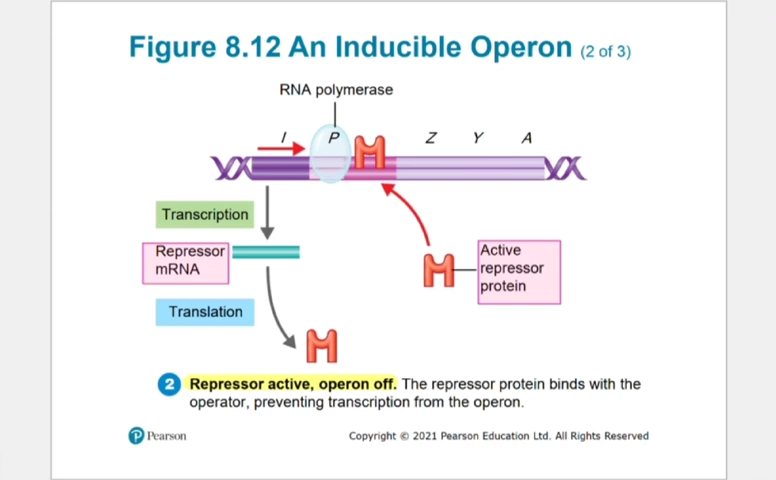 Figure 8.12 An Inducible Operon (2 of 3)
RNA polymerase
I P Z Y A
Transcription
Repressor
mRNA
Active
repressor
protein
Translation
2 Repressor active, operon off. The repressor protein binds with the
operator, preventing transcription from the operon.
P Pearson
Copyright © 2021 Pearson Education Ltd. All Rights Reserved